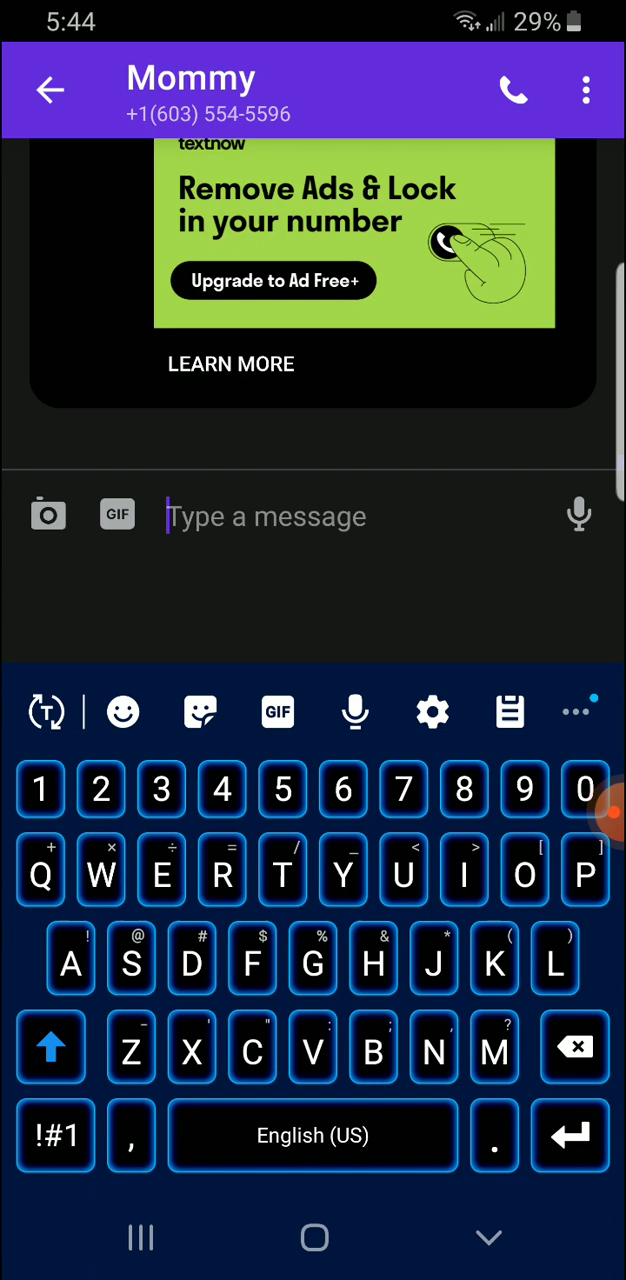 5:44 29%
Mommy
+1(603) 554-5596
textnow
Remove Ads & Lock
in your number
Upgrade to Ad Free+
LEARN MORE
GIF Type a message
T GIF
1 2 3 4 5 6 7 8 9 0
+ × ÷ = / _ < > [ ]
Q W E R T Y U I O P
! @ # $ % & * ( )
A S D F G H J K L
- ' " : ; , ?
Z X C V B N M
!#1 , English (US) .